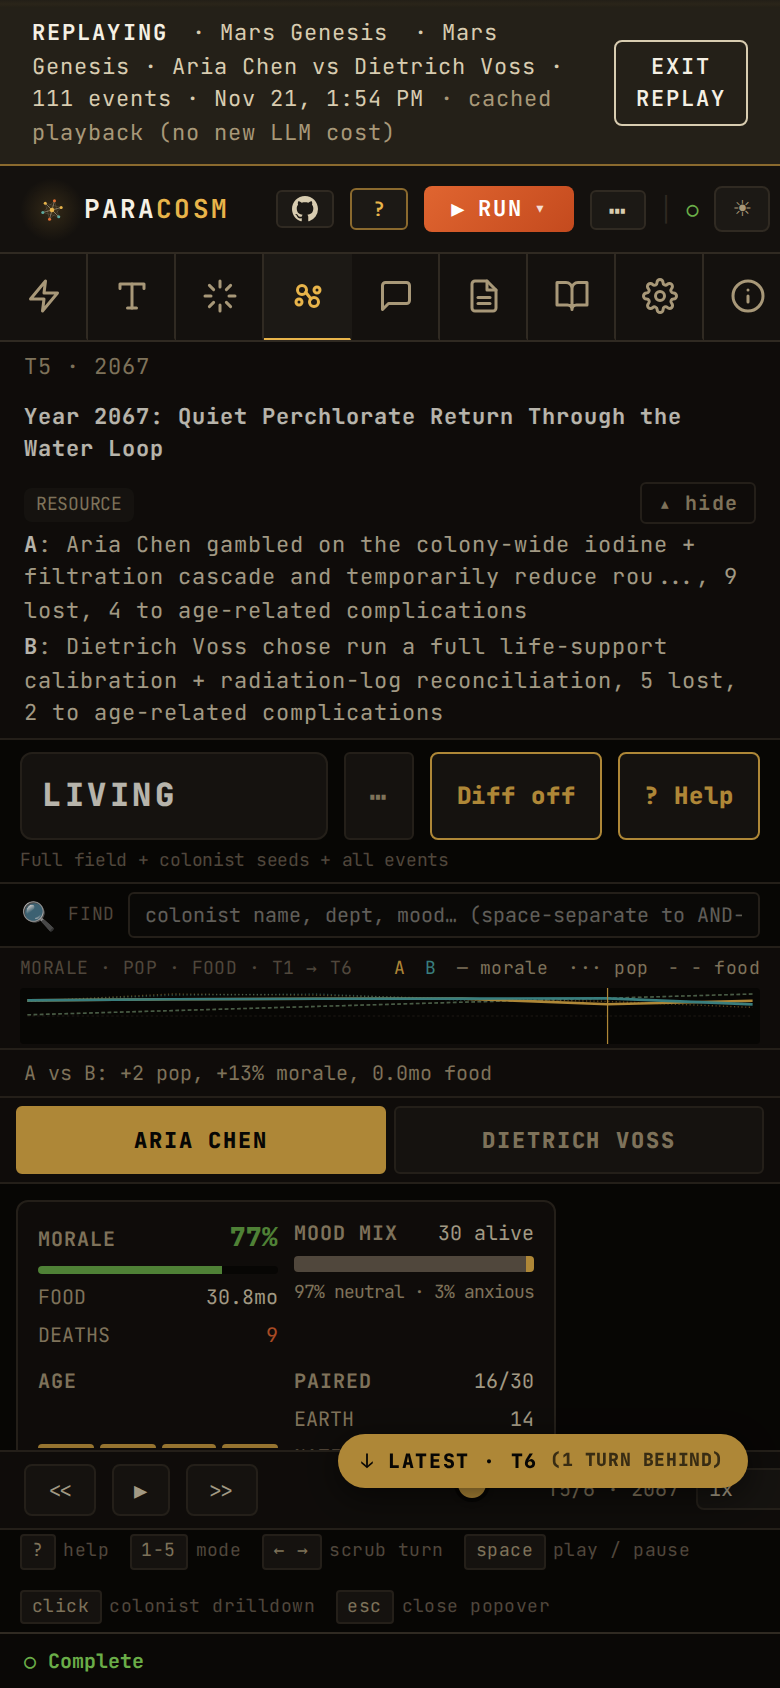 REPLAYING · Mars Genesis · Mars
Genesis · Aria Chen vs Dietrich Voss ·
111 events · Nov 21, 1:54 PM · cached
playback (no new LLM cost)
EXIT
REPLAY
PARACOSM
?
▶ RUN ▾
…
T5 · 2067
Year 2067: Quiet Perchlorate Return Through the
Water Loop
RESOURCE
▴ hide
A: Aria Chen gambled on the colony-wide iodine +
filtration cascade and temporarily reduce rou..., 9
lost, 4 to age-related complications
B: Dietrich Voss chose run a full life-support
calibration + radiation-log reconciliation, 5 lost,
2 to age-related complications
LIVING
…
Diff off
? Help
Full field + colonist seeds + all events
FIND
colonist name, dept, mood… (space-separate to AND-
MORALE · POP · FOOD · T1 → T6 A B — morale ··· pop - - food
A vs B: +2 pop, +13% morale, 0.0mo food
ARIA CHEN
DIETRICH VOSS
MORALE 77%
MOOD MIX 30 alive
97% neutral · 3% anxious
FOOD 30.8mo
DEATHS 9
AGE
PAIRED 16/30
EARTH 14
↓ LATEST · T6 (1 TURN BEHIND)
<< ▶ >>
T5/6 · 2067
1x
? help 1-5 mode ← → scrub turn space play / pause
click colonist drilldown esc close popover
Complete